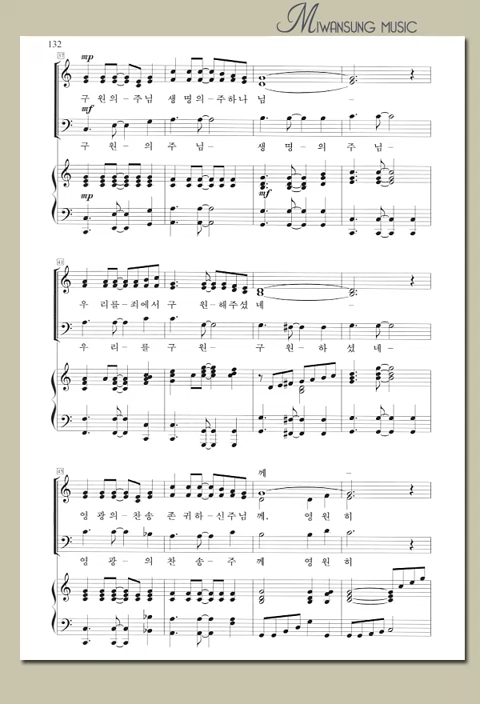 MIWANSUNG MUSIC
132
mp
구 원의-주님 생명의-주하나 님 -
mf
구 원 - 의 주님- 생 명 - 의 주 님-
mp
mf
우 리를-죄에서 구 원-해주셨 네 -
우 리-를 구 원- 구 원-하 셨 네-
께 -
영 광의-찬송 존귀하-신주님 께, 영 원 히
영 광 - 의 찬 송-주 께 영 원 히